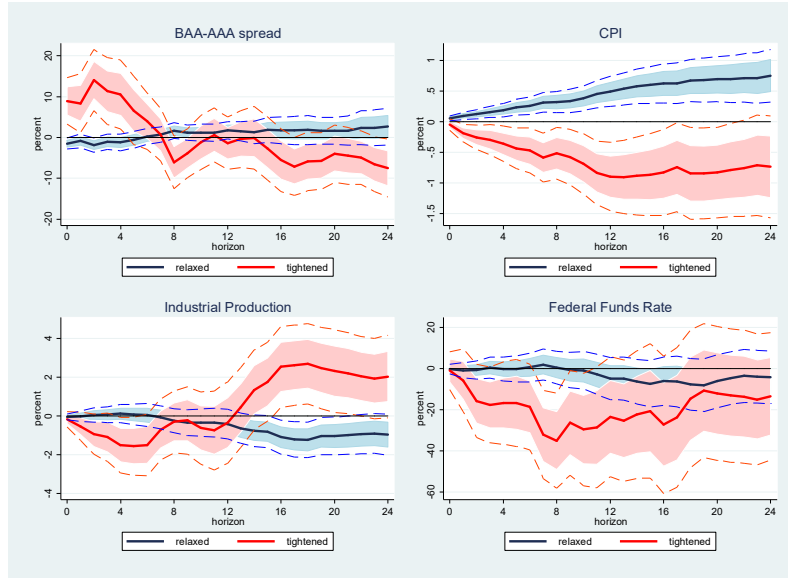 BAA-AAA spread
percent
20
10
0
-10
-20
0 4 8 12 16 20 24
horizon
relaxed tightened
CPI
percent
1
.5
0
-.5
-1
-1.5
0 4 8 12 16 20 24
horizon
relaxed tightened
Industrial Production
percent
4
2
0
-2
-4
0 4 8 12 16 20 24
horizon
relaxed tightened
Federal Funds Rate
percent
20
0
-20
-40
-60
0 4 8 12 16 20 24
horizon
relaxed tightened